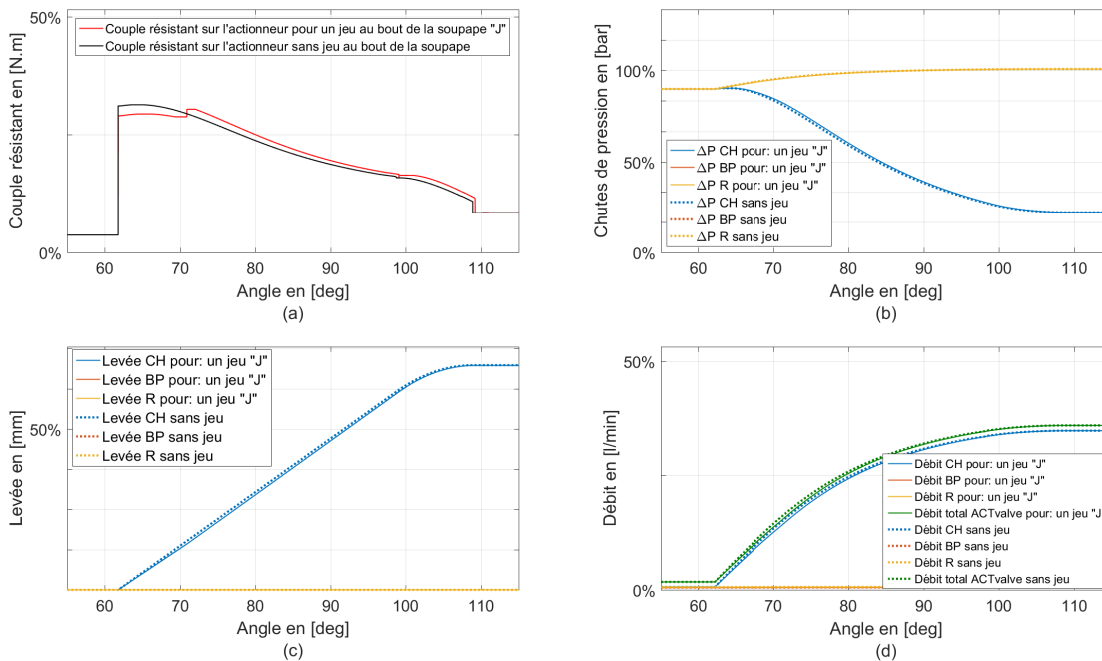 50%
0%
Couple résistant en [N.m]
Couple résistant sur l'actionneur pour un jeu au bout de la soupape "J"
Couple résistant sur l'actionneur sans jeu au bout de la soupape
60 70 80 90 100 110
Angle en [deg]
(a)
100%
50%
0%
Chutes de pression en [bar]
ΔP CH pour: un jeu "J"
ΔP BP pour: un jeu "J"
ΔP R pour: un jeu "J"
ΔP CH sans jeu
ΔP BP sans jeu
ΔP R sans jeu
60 70 80 90 100 110
Angle en [deg]
(b)
50%
Levée en [mm]
Levée CH pour: un jeu "J"
Levée BP pour: un jeu "J"
Levée R pour: un jeu "J"
Levée CH sans jeu
Levée BP sans jeu
Levée R sans jeu
60 70 80 90 100 110
Angle en [deg]
(c)
50%
0%
Débit en [l/min]
Débit CH pour: un jeu "J"
Débit BP pour: un jeu "J"
Débit R pour: un jeu "J"
Débit total ACTvalve pour: un jeu "J
Débit CH sans jeu
Débit BP sans jeu
Débit R sans jeu
Débit total ACTvalve sans jeu
60 70 80 90 100 110
Angle en [deg]
(d)